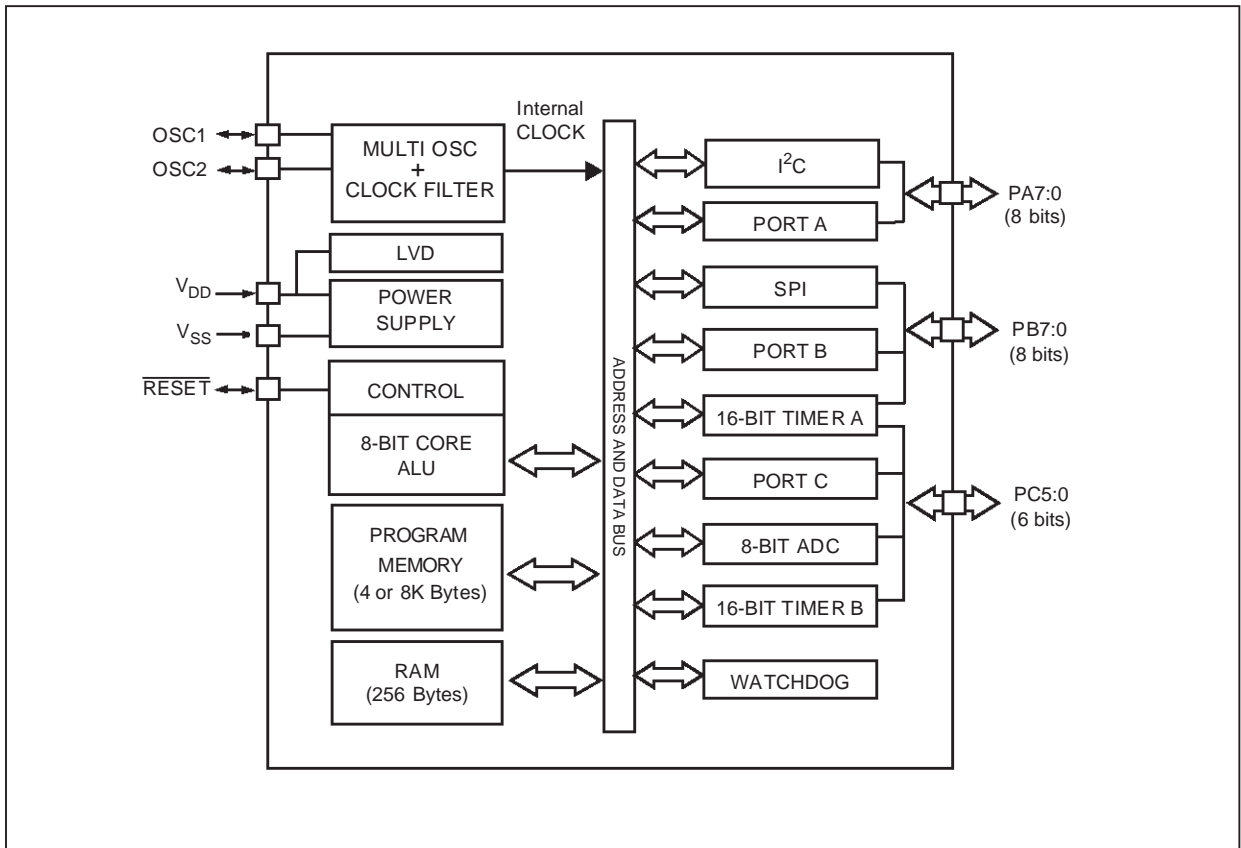 OSC1
OSC2
MULTI OSC
+
CLOCK FILTER
Internal
CLOCK
LVD
VDD
POWER
SUPPLY
VSS
RESET
CONTROL
8-BIT CORE
ALU
PROGRAM
MEMORY
(4 or 8K Bytes)
RAM
(256 Bytes)
ADDRESS AND DATA BUS
I²C
PORT A
PA7:0
(8 bits)
SPI
PORT B
PB7:0
(8 bits)
16-BIT TIMER A
PORT C
8-BIT ADC
PC5:0
(6 bits)
16-BIT TIMER B
WATCHDOG